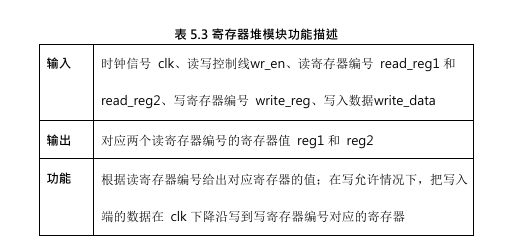 表 5.3 寄存器堆模块功能描述
输入
时钟信号 clk、读写控制线wr_en、读寄存器编号 read_reg1 和
read_reg2、写寄存器编号 write_reg、写入数据write_data
输出
对应两个读寄存器编号的寄存器值 reg1 和 reg2
功能
根据读寄存器编号给出对应寄存器的值；在写允许情况下，把写入
端的数据在 clk 下降沿写到写寄存器编号对应的寄存器